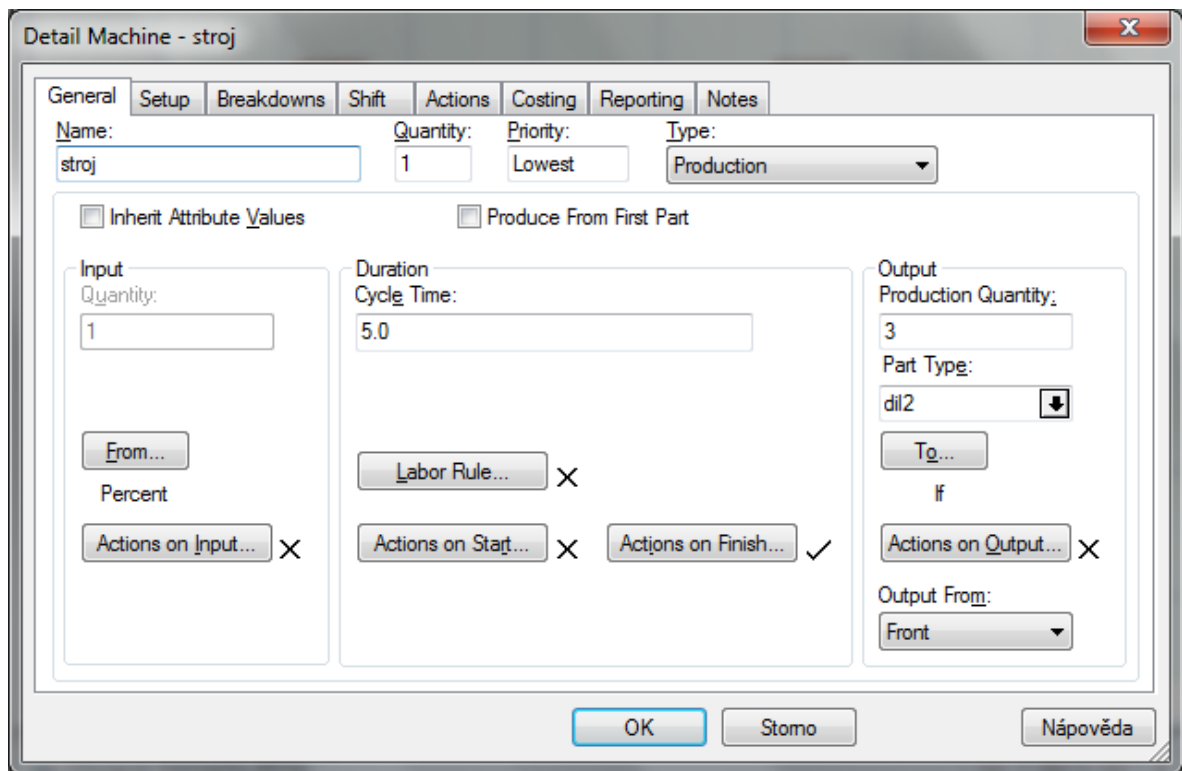 Detail Machine - stroj
General Setup Breakdowns Shift Actions Costing Reporting Notes
Name: Quantity: Priority: Type:
stroj 1 Lowest Production
Inherit Attribute Values Produce From First Part
Input Duration Output
Quantity: Cycle Time: Production Quantity:
1 5.0 3
Part Type:
dil2
From... To...
Labor Rule...
Percent If
Actions on Input... Actions on Start... Actions on Finish... Actions on Output...
Output From:
Front
OK Storno Nápověda